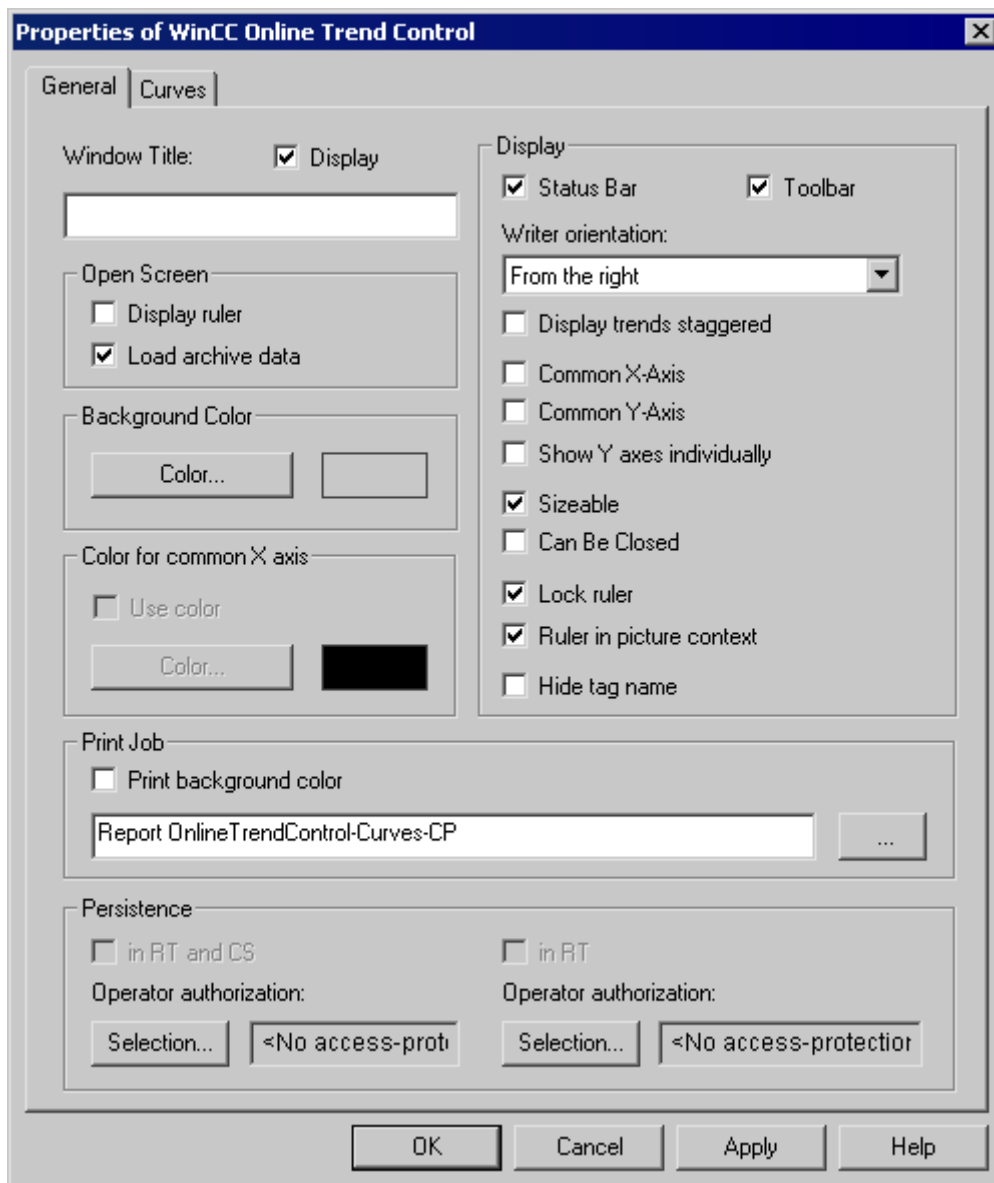 Properties of WinCC Online Trend Control
General
Curves
Window Title:
Display
Open Screen
Display ruler
Load archive data
Background Color
Color...
Color for common X axis
Use color
Color...
Display
Status Bar
Toolbar
Writer orientation:
From the right
Display trends staggered
Common X-Axis
Common Y-Axis
Show Y axes individually
Sizeable
Can Be Closed
Lock ruler
Ruler in picture context
Hide tag name
Print Job
Print background color
Report OnlineTrendControl-Curves-CP
...
Persistence
in RT and CS
in RT
Operator authorization:
Operator authorization:
Selection...
<No access-prot
Selection...
<No access-protection
OK
Cancel
Apply
Help